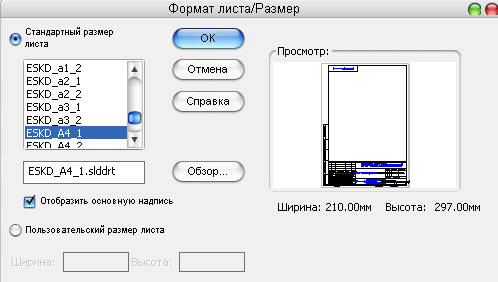 Формат листа/Размер
Стандартный размер
листа
ESKD_a1_2
ESKD_a2_1
ESKD_a2_2
ESKD_a3_1
ESKD_a3_2
ESKD_A4_1
ESKD_a4_2
ESKD_A4_1.slddrt
Отобразить основную надпись
Пользовательский размер листа
Ширина:
Высота:
ОК
Отмена
Справка
Обзор...
Просмотр:
Ширина: 210.00мм Высота: 297.00мм